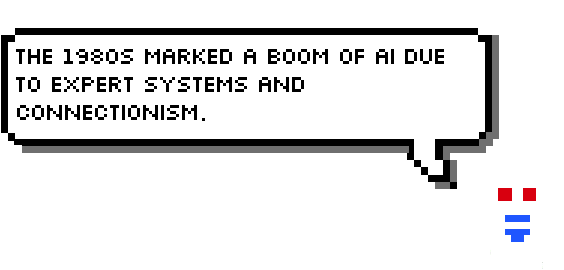 THE 1980S MARKED A BOOM OF AI DUE
TO EXPERT SYSTEMS AND
CONNECTIONISM.